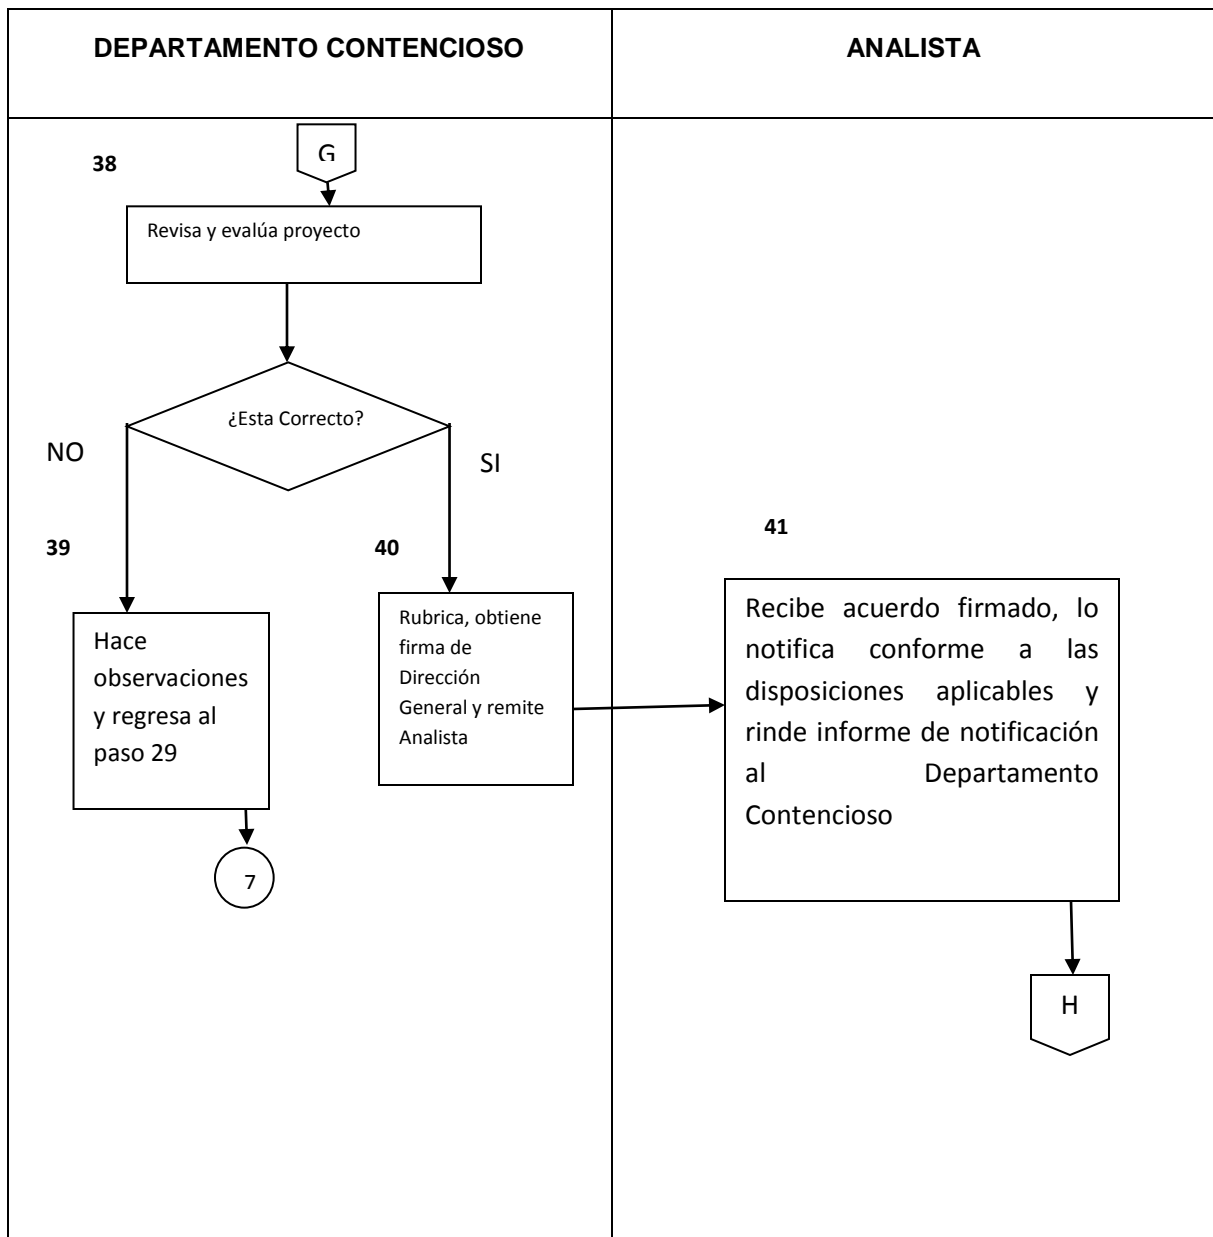 DEPARTAMENTO CONTENCIOSO
ANALISTA
G
38
Revisa y evalúa proyecto
¿Esta Correcto?
NO
SI
39
40
41
Hace
observaciones
y regresa al
paso 29
Rubrica, obtiene
firma de
Dirección
General y remite
Analista
Recibe acuerdo firmado, lo
notifica conforme a las
disposiciones aplicables y
rinde informe de notificación
al Departamento
Contencioso
7
H